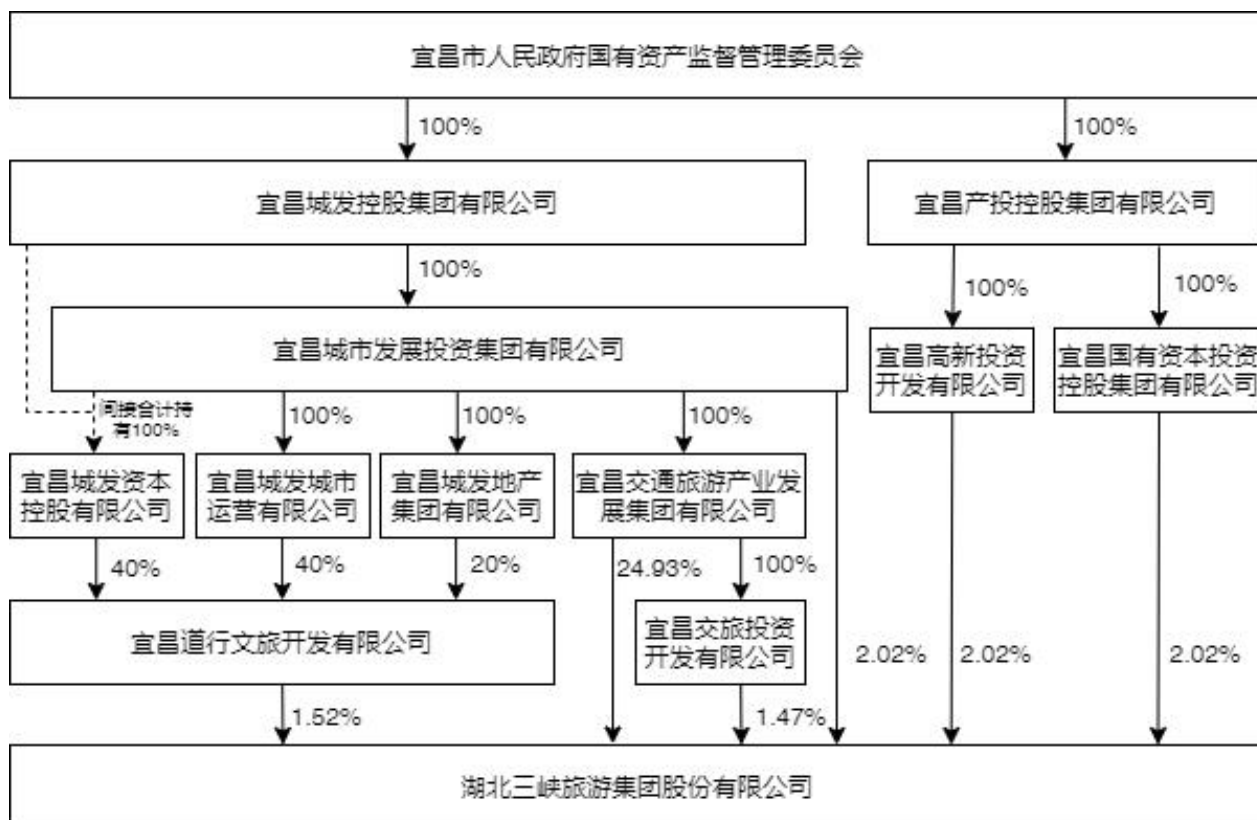 宜昌市人民政府国有资产监督管理委员会
100%
100%
宜昌城发控股集团有限公司
宜昌产投控股集团有限公司
100%
100%
100%
宜昌城市发展投资集团有限公司
宜昌高新投资
开发有限公司
宜昌国有资本投资
控股集团有限公司
间接合计持
有100%
100%
100%
100%
宜昌城发资本
控股有限公司
宜昌城发城市
运营有限公司
宜昌城发地产
集团有限公司
宜昌交通旅游产业发
展集团有限公司
40%
40%
20%
24.93%
100%
宜昌道行文旅开发有限公司
宜昌交旅投资
开发有限公司
2.02%
2.02%
2.02%
1.52%
1.47%
湖北三峡旅游集团股份有限公司